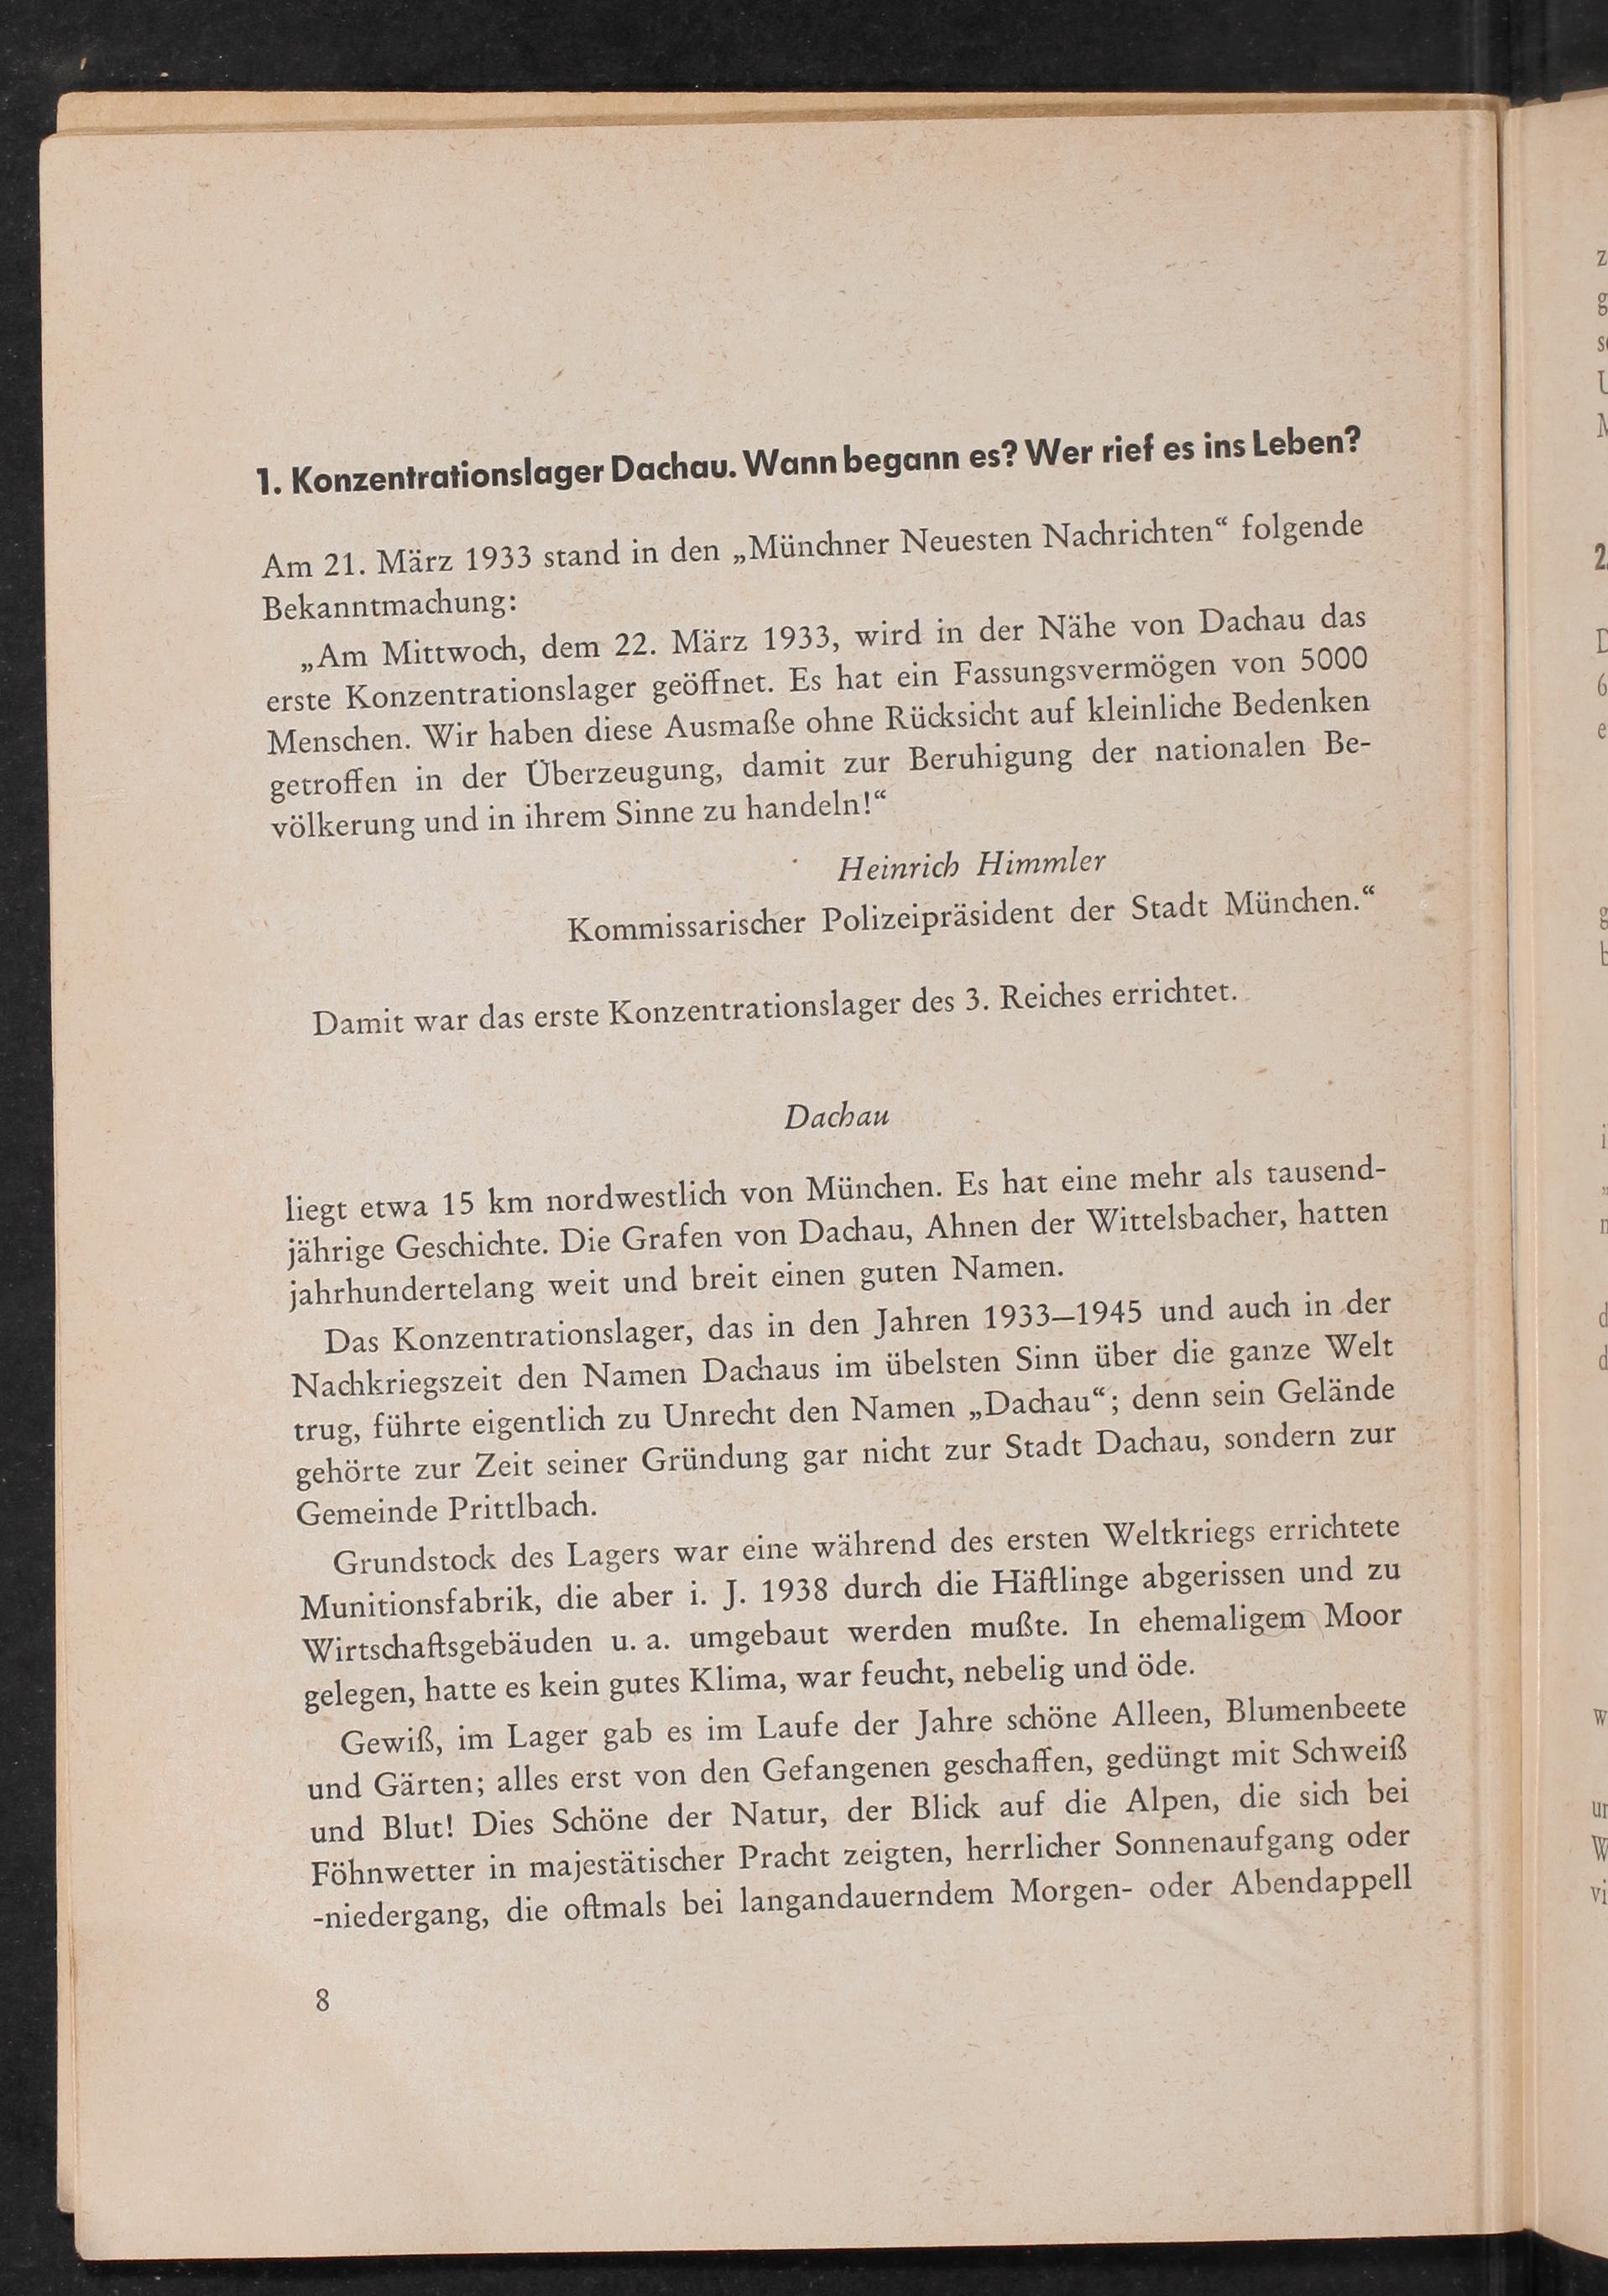 1. Konzentrationslager Dachau. Wann begann es? Wer rief es ins Leben?
Am 21. März 1933 stand in den „Münchner Neuesten Nachrichten“ folgende
Bekanntmachung:
„Am Mittwoch, dem 22. März 1933, wird in der Nähe von Dachau das
erste Konzentrationslager geöffnet. Es hat ein Fassungsvermögen von 5000
Menschen. Wir haben diese Ausmaße ohne Rücksicht auf kleinliche Bedenken
getroffen in der Überzeugung, damit zur Beruhigung der nationalen Be-
völkerung und in ihrem Sinne zu handeln!“
Heinrich Himmler
Kommissarischer Polizeipräsident der Stadt München.“
Damit war das erste Konzentrationslager des 3. Reiches errichtet.
Dachau
liegt etwa 15 km nordwestlich von München. Es hat eine mehr als tausend-
jährige Geschichte. Die Grafen von Dachau, Ahnen der Wittelsbacher, hatten
jahrhundertelang weit und breit einen guten Namen.
Das Konzentrationslager, das in den Jahren 1933—1945 und auch in der
Nachkriegszeit den Namen Dachaus im übelsten Sinn über die ganze Welt
trug, führte eigentlich zu Unrecht den Namen „Dachau“; denn sein Gelände
gehörte zur Zeit seiner Gründung gar nicht zur Stadt Dachau, sondern zur
Gemeinde Prittlbach.
Grundstock des Lagers war eine während des ersten Weltkriegs errichtete
Munitionsfabrik, die aber i. J. 1938 durch die Häftlinge abgerissen und zu
Wirtschaftsgebäuden u. a. umgebaut werden mußte. In ehemaligem Moor
gelegen, hatte es kein gutes Klima, war feucht, nebelig und öde.
Gewiß, im Lager gab es im Laufe der Jahre schöne Alleen, Blumenbeete
und Gärten; alles erst von den Gefangenen geschaffen, gedüngt mit Schweiß
und Blut! Dies Schöne der Natur, der Blick auf die Alpen, die sich bei
Föhnwetter in majestätischer Pracht zeigten, herrlicher Sonnenaufgang oder
-niedergang, die oftmals bei langandauerndem Morgen- oder Abendappell
8